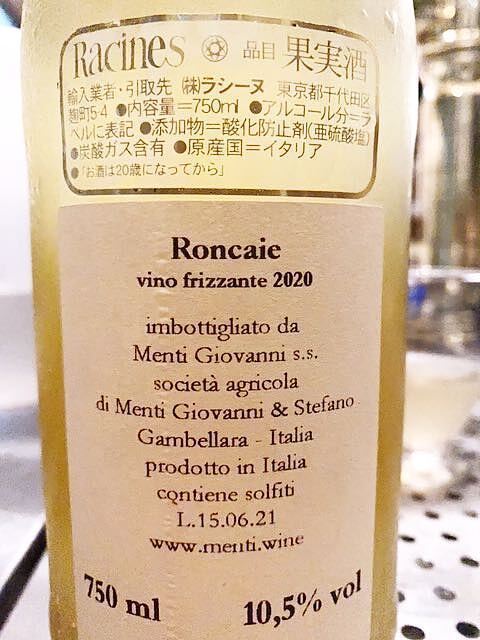 Racines 品目 果実酒
輸入業者・引取先 ㈱ラシーヌ 東京都千代田区
麹町5-4 ●内容量=750ml ●アルコール分=ラ
ベルに表記 ●添加物=酸化防止剤(亜硫酸塩)
●炭酸ガス含有 ●原産国=イタリア
●「お酒は20歳になってから」
Roncaie
vino frizzante 2020
imbottigliato da
Menti Giovanni s.s.
società agricola
di Menti Giovanni & Stefano
Gambellara - Italia
prodotto in Italia
contiene solfiti
L.15.06.21
www.menti.wine
750 ml 10,5% vol